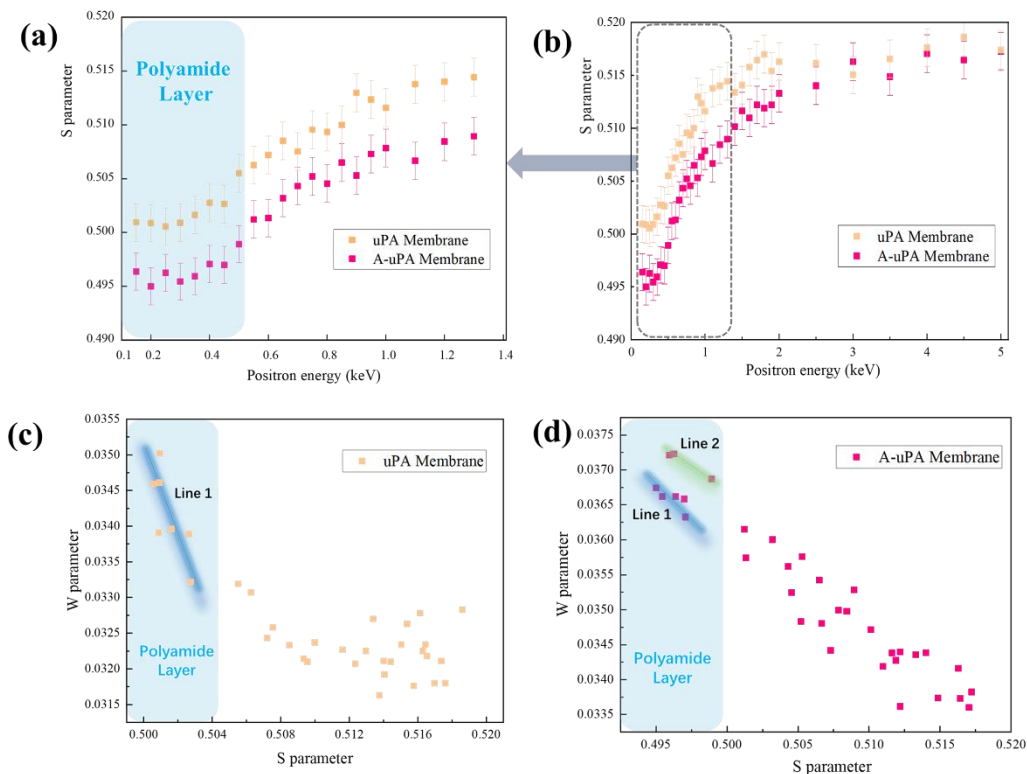 (a)
0.520
0.515
0.510
0.505
0.500
0.495
0.490
S parameter
Polyamide
Layer
uPA Membrane
A-uPA Membrane
0.1
0.2
0.4
0.6
0.8
1.0
1.2
1.4
Positron energy (keV)
(b)
0.520
0.515
0.510
0.505
0.500
0.495
0.490
S parameter
uPA Membrane
A-uPA Membrane
0
1
2
3
4
5
Positron energy (keV)
(c)
0.0355
0.0350
0.0345
0.0340
0.0335
0.0330
0.0325
0.0320
0.0315
W parameter
Line 1
Polyamide
Layer
uPA Membrane
0.500
0.504
0.508
0.512
0.516
0.520
S parameter
(d)
0.0375
0.0370
0.0365
0.0360
0.0355
0.0350
0.0345
0.0340
0.0335
W parameter
Line 2
Line 1
Polyamide
Layer
A-uPA Membrane
0.495
0.500
0.505
0.510
0.515
0.520
S parameter